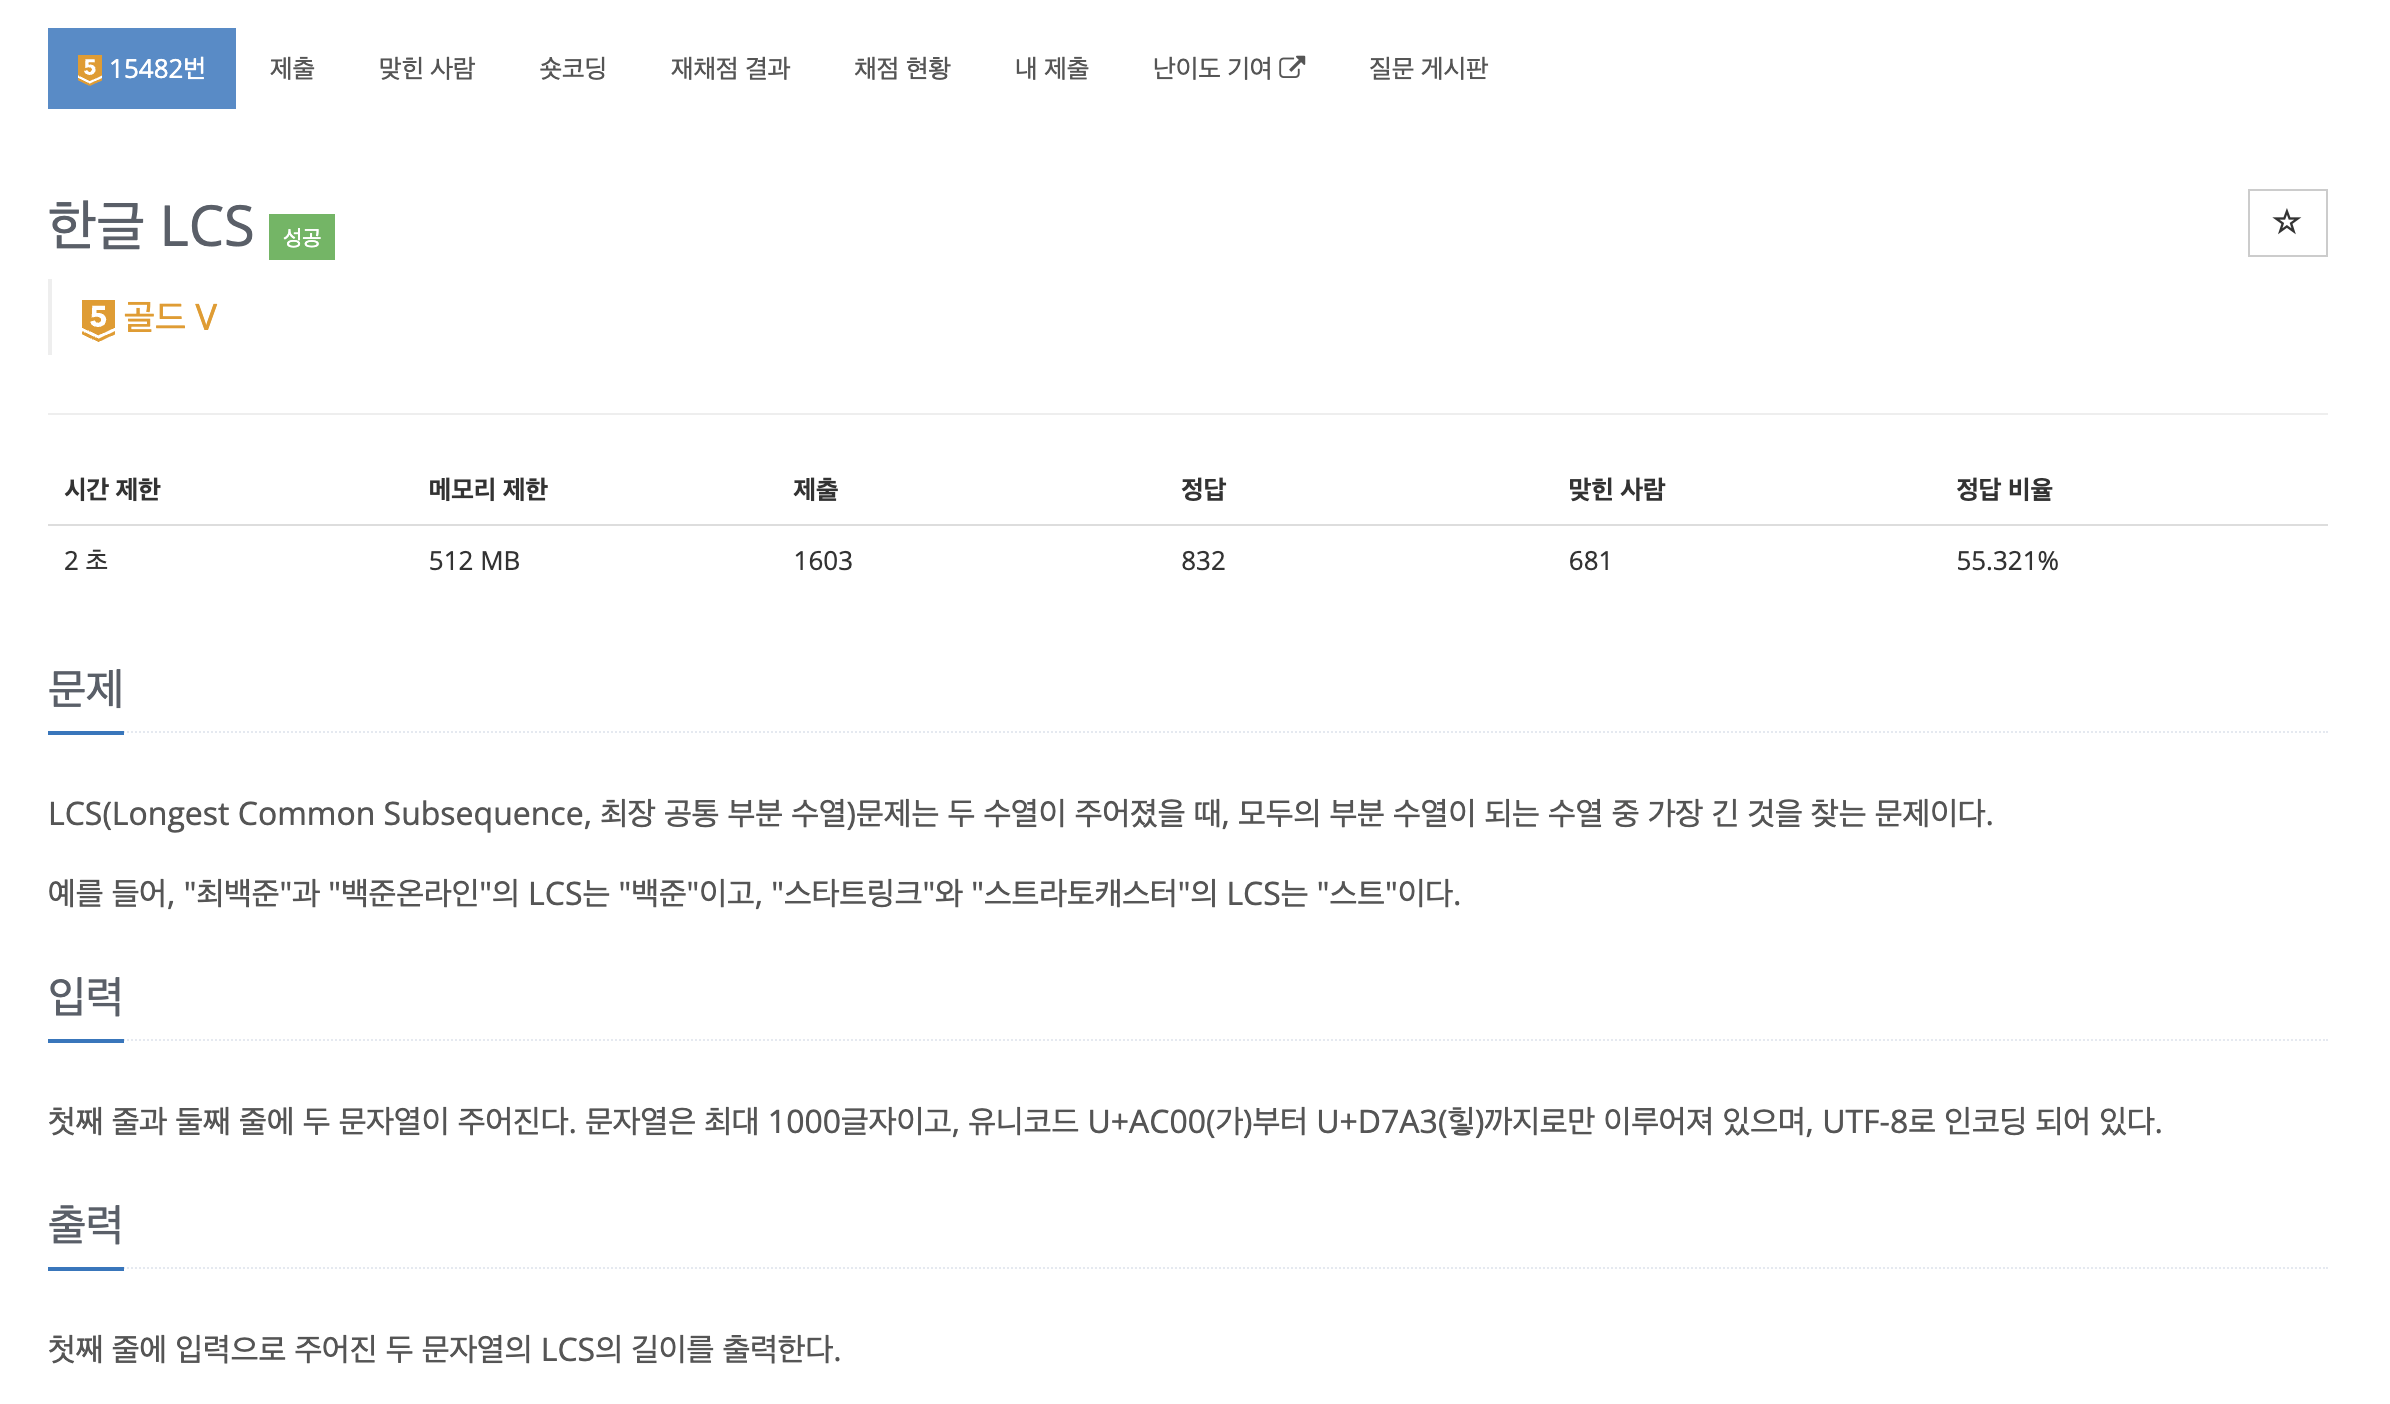 5 15482번 제출 맞힌 사람 숏코딩 재채점 결과 채점 현황 내 제출 난이도 기여 질문 게시판
한글 LCS 성공
5 골드 V
시간 제한 메모리 제한 제출 정답 맞힌 사람 정답 비율
2 초 512 MB 1603 832 681 55.321%
문제
LCS(Longest Common Subsequence, 최장 공통 부분 수열)문제는 두 수열이 주어졌을 때, 모두의 부분 수열이 되는 수열 중 가장 긴 것을 찾는 문제이다.
예를 들어, "최백준"과 "백준온라인"의 LCS는 "백준"이고, "스타트링크"와 "스트라토캐스터"의 LCS는 "스트"이다.
입력
첫째 줄과 둘째 줄에 두 문자열이 주어진다. 문자열은 최대 1000글자이고, 유니코드 U+AC00(가)부터 U+D7A3(힣)까지로만 이루어져 있으며, UTF-8로 인코딩 되어 있다.
출력
첫째 줄에 입력으로 주어진 두 문자열의 LCS의 길이를 출력한다.